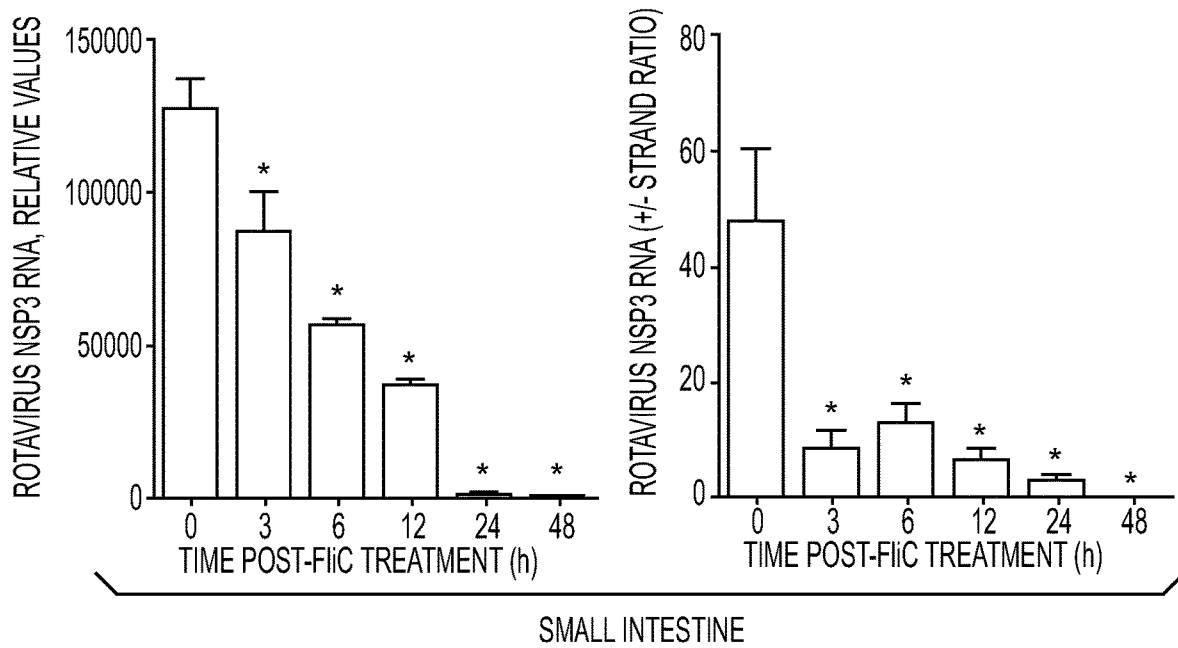 ROTAVIRUS NSP3 RNA, RELATIVE VALUES
150000
100000
50000
0
* * * * *
0 3 6 12 24 48
TIME POST-FliC TREATMENT (h)
ROTAVIRUS NSP3 RNA (+/- STRAND RATIO)
80
60
40
20
0
* * * * *
0 3 6 12 24 48
TIME POST-FliC TREATMENT (h)
SMALL INTESTINE